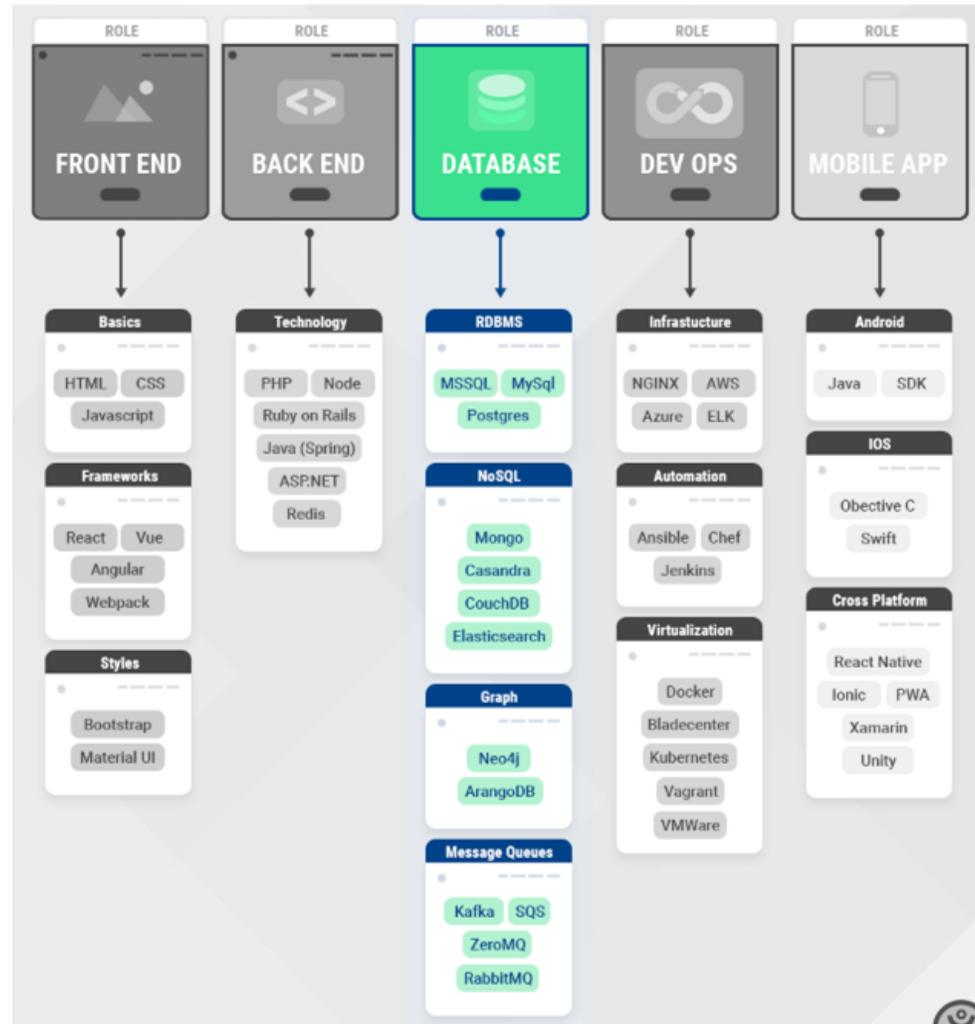 ROLE
FRONT END
Basics
HTML CSS
Javascript
Frameworks
React Vue
Angular
Webpack
Styles
Bootstrap
Material UI
ROLE
BACK END
Technology
PHP Node
Ruby on Rails
Java (Spring)
ASP.NET
Redis
ROLE
DATABASE
RDBMS
MSSQL MySql
Postgres
NoSQL
Mongo
Casandra
CouchDB
Elasticsearch
Graph
Neo4j
ArangoDB
Message Queues
Kafka SQS
ZeroMQ
RabbitMQ
ROLE
DEV OPS
Infrastucture
NGINX AWS
Azure ELK
Automation
Ansible Chef
Jenkins
Virtualization
Docker
Bladecenter
Kubernetes
Vagrant
VMWare
ROLE
MOBILE APP
Android
Java SDK
IOS
Obective C
Swift
Cross Platform
React Native
Ionic PWA
Xamarin
Unity